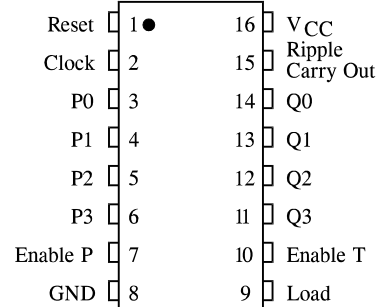 Reset 1 16 VCC
Clock 2 15 Ripple
Carry Out
P0 3 14 Q0
P1 4 13 Q1
P2 5 12 Q2
P3 6 11 Q3
Enable P 7 10 Enable T
GND 8 9 Load